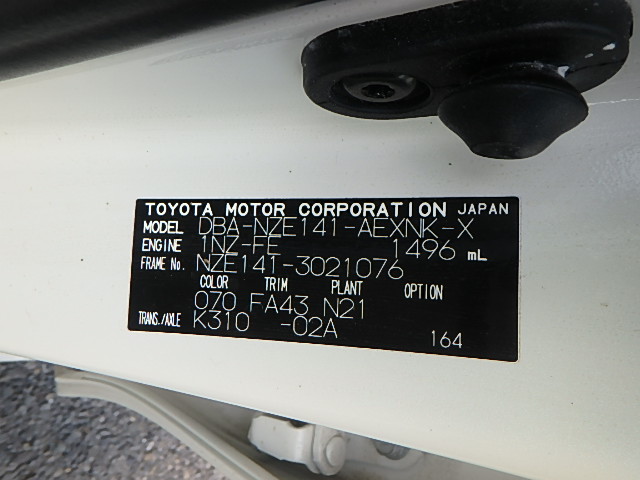 TOYOTA MOTOR CORPORATION JAPAN
MODEL DBA-NZE141-AEXNK-X
ENGINE 1NZ-FE 1496 mL
FRAME No. NZE141-3021076
COLOR TRIM PLANT OPTION
070 FA43 N21
TRANS./AXLE K310 -02A
164